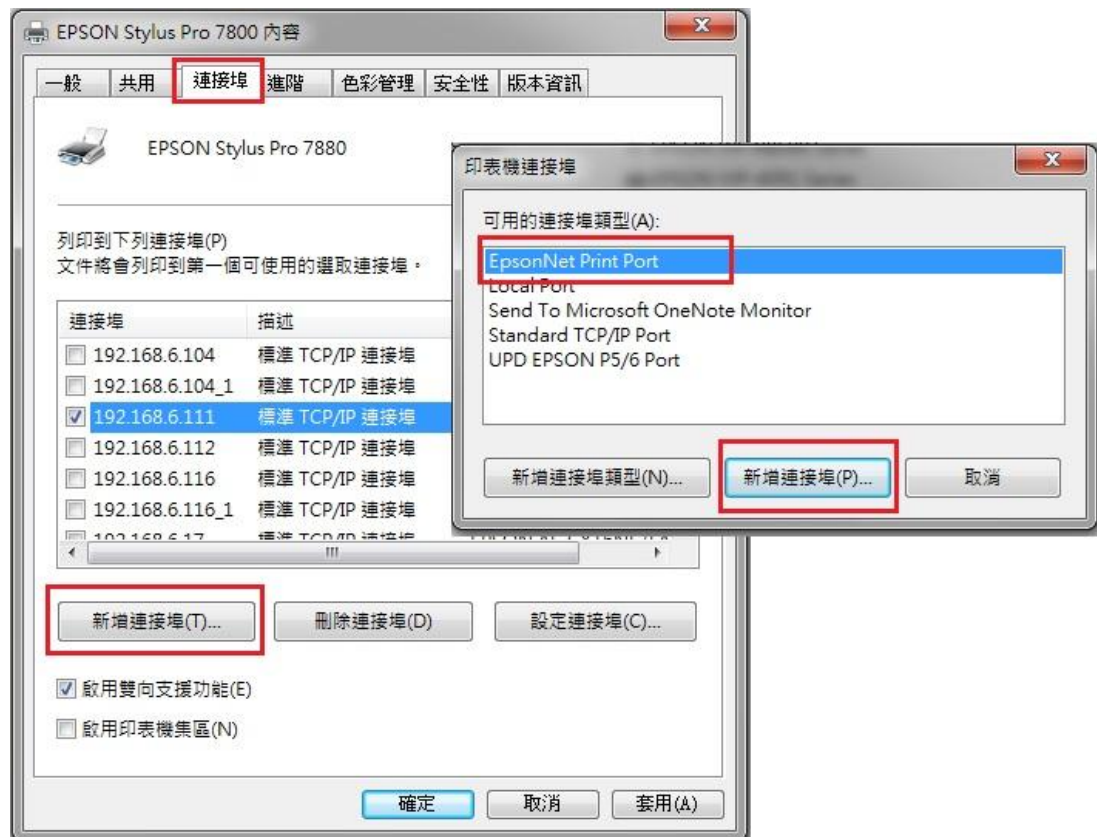 EPSON Stylus Pro 7800 內容
一般 共用 連接埠 進階 色彩管理 安全性 版本資訊
EPSON Stylus Pro 7880
列印到下列連接埠(P)
文件將會列印到第一個可使用的選取連接埠。
連接埠 描述
192.168.6.104 標準 TCP/IP 連接埠
192.168.6.104_1 標準 TCP/IP 連接埠
192.168.6.111 標準 TCP/IP 連接埠
192.168.6.112 標準 TCP/IP 連接埠
192.168.6.116 標準 TCP/IP 連接埠
192.168.6.116_1 標準 TCP/IP 連接埠
192.168.6.17 標準 TCP/IP 連接埠
新增連接埠(T)... 刪除連接埠(D) 設定連接埠(C)...
啟用雙向支援功能(E)
啟用印表機集區(N)
確定 取消 套用(A)
印表機連接埠
可用的連接埠類型(A):
EpsonNet Print Port
Local Port
Send To Microsoft OneNote Monitor
Standard TCP/IP Port
UPD EPSON P5/6 Port
新增連接埠類型(N)... 新增連接埠(P)... 取消